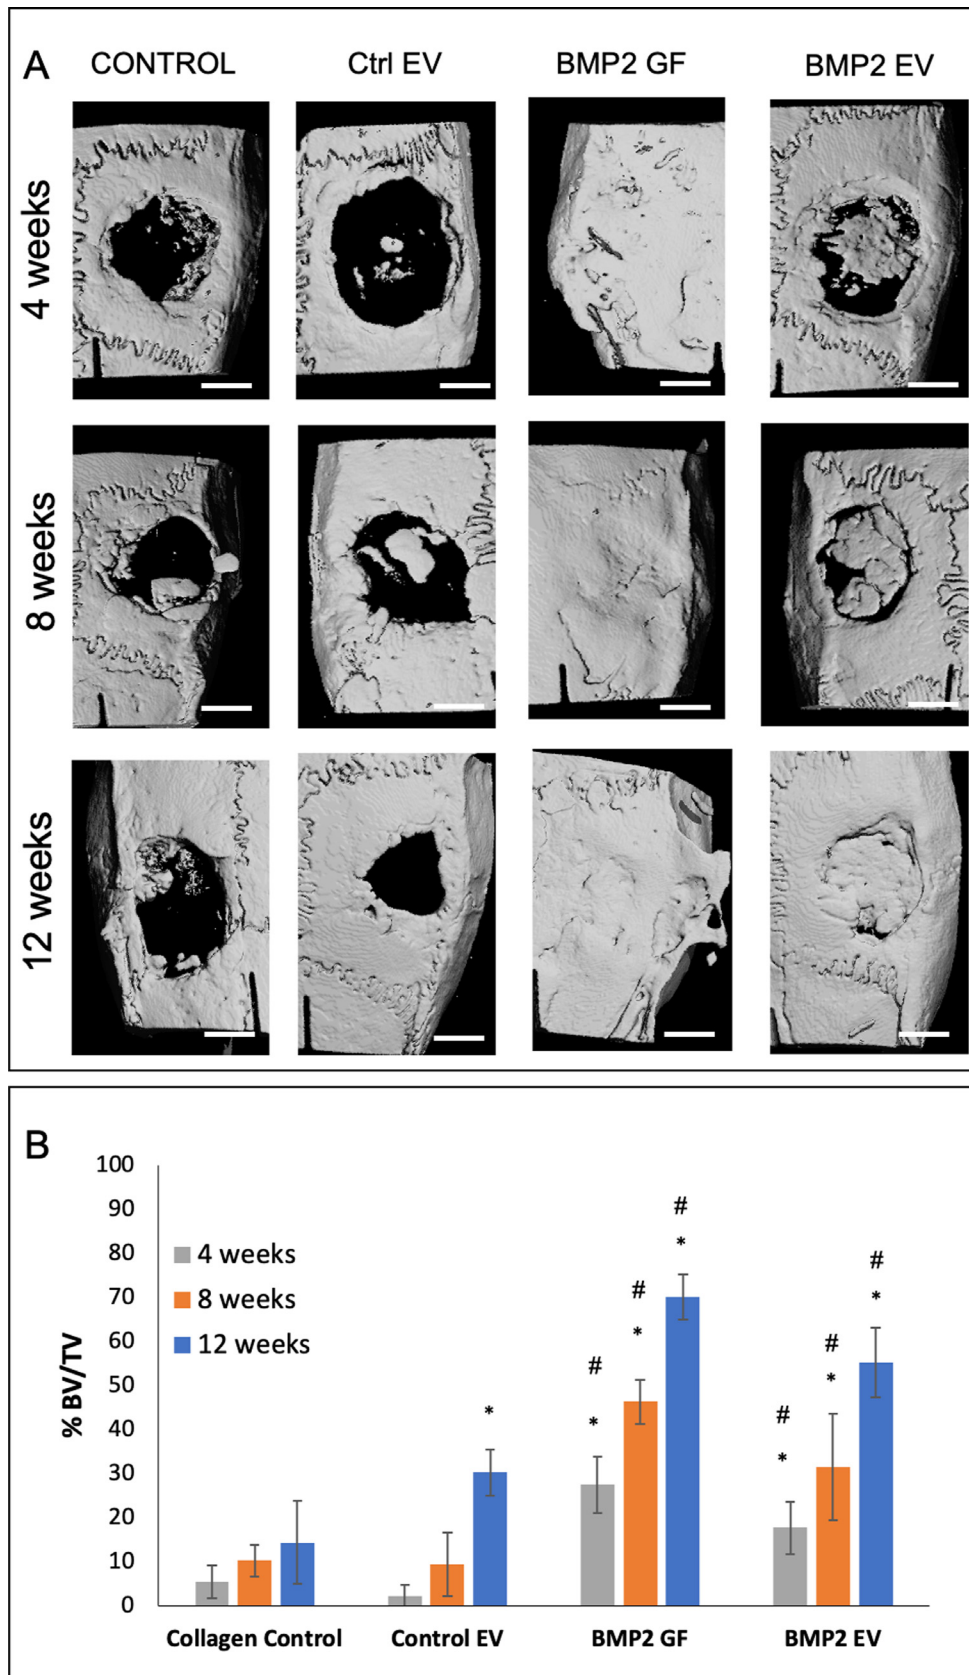 A
CONTROL
Ctrl EV
BMP2 GF
BMP2 EV
4 weeks
8 weeks
12 weeks
B
100
90
80
70
60
50
40
30
20
10
0
% BV/TV
4 weeks
8 weeks
12 weeks
*
#
*
#
*
#
*
#
*
#
*
#
*
Collagen Control
Control EV
BMP2 GF
BMP2 EV